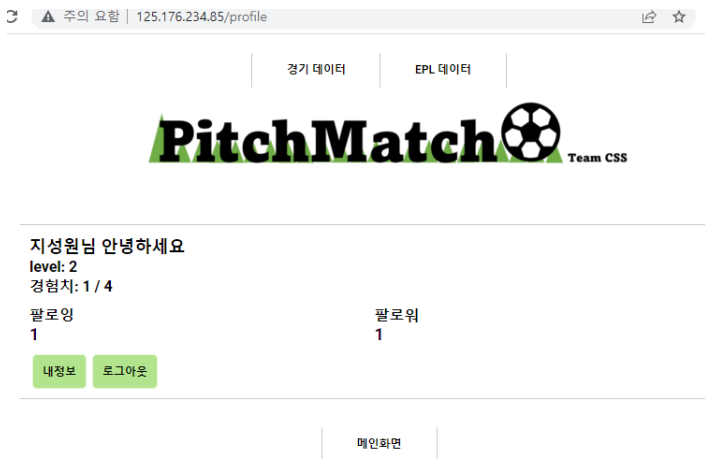 주의 요함 125.176.234.85/profile
경기 데이터 EPL 데이터
PitchMatch Team CSS
지성원님 안녕하세요
level: 2
경험치: 1 / 4
팔로잉 팔로워
1 1
내정보 로그아웃
메인화면